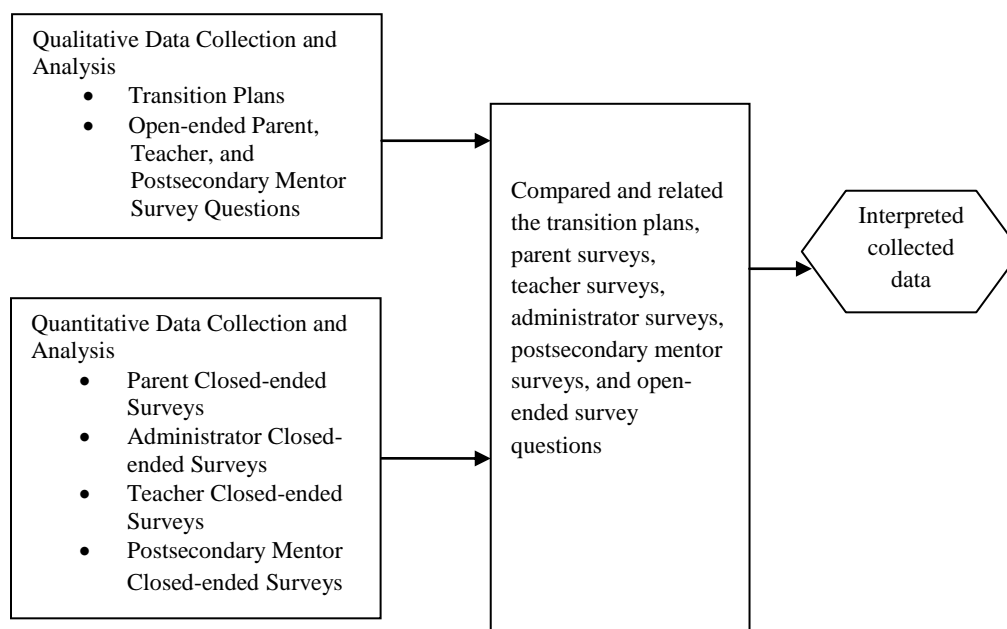 Qualitative Data Collection and
Analysis
• Transition Plans
• Open-ended Parent,
Teacher, and
Postsecondary Mentor
Survey Questions
Quantitative Data Collection and
Analysis
• Parent Closed-ended
Surveys
• Administrator Closed-
ended Surveys
• Teacher Closed-ended
Surveys
• Postsecondary Mentor
Closed-ended Surveys
Compared and related
the transition plans,
parent surveys,
teacher surveys,
administrator surveys,
postsecondary mentor
surveys, and open-
ended survey
questions
Interpreted
collected
data